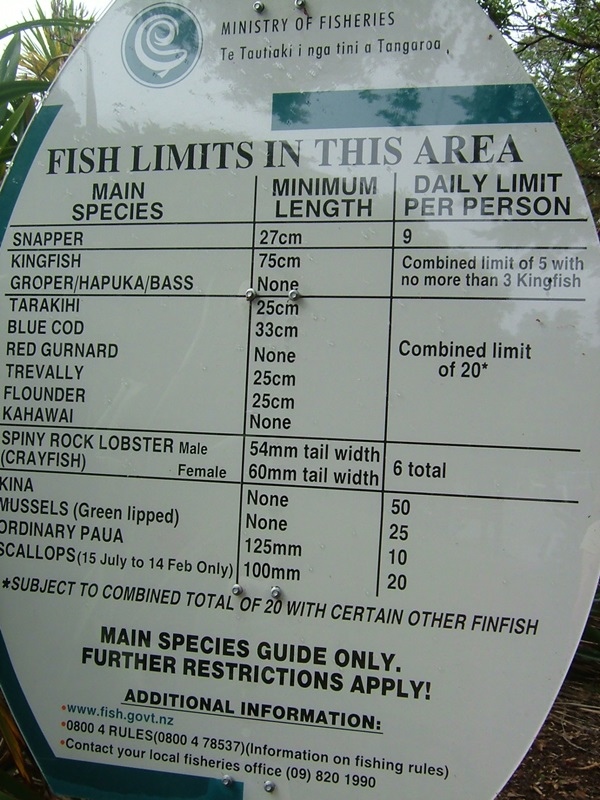 MINISTRY OF FISHERIES
Te Tautiaki i nga tini a Tangaroa
FISH LIMITS IN THIS AREA
MAIN SPECIES MINIMUM LENGTH DAILY LIMIT PER PERSON
SNAPPER 27cm 9
KINGFISH 75cm Combined limit of 5 with
GROPER/HAPUKA/BASS None no more than 3 Kingfish
TARAKIHI 25cm
BLUE COD 33cm
RED GURNARD None Combined limit
TREVALLY 25cm of 20*
FLOUNDER 25cm
KAHAWAI None
SPINY ROCK LOBSTER Male 54mm tail width
(CRAYFISH) Female 60mm tail width 6 total
KINA None 50
MUSSELS (Green lipped) None 25
ORDINARY PAUA 125mm 10
SCALLOPS (15 July to 14 Feb Only) 100mm 20
*SUBJECT TO COMBINED TOTAL OF 20 WITH CERTAIN OTHER FINFISH
MAIN SPECIES GUIDE ONLY.
FURTHER RESTRICTIONS APPLY!
ADDITIONAL INFORMATION:
•www.fish.govt.nz
•0800 4 RULES(0800 4 78537)(Information on fishing rules)
•Contact your local fisheries office (09) 820 1990